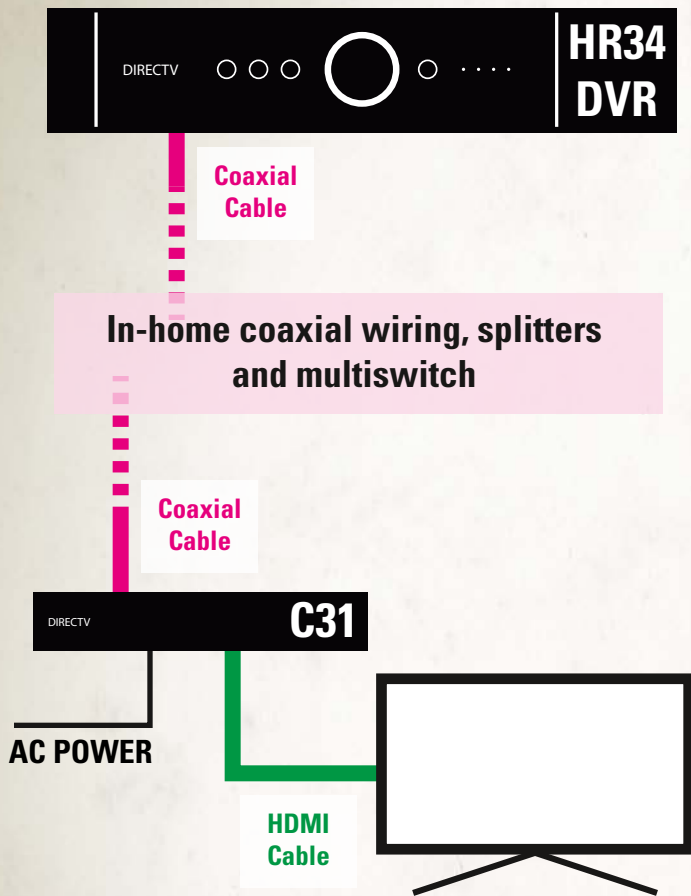 DIRECTV
HR34
DVR
Coaxial
Cable
In-home coaxial wiring, splitters
and multiswitch
Coaxial
Cable
DIRECTV
C31
AC POWER
HDMI
Cable